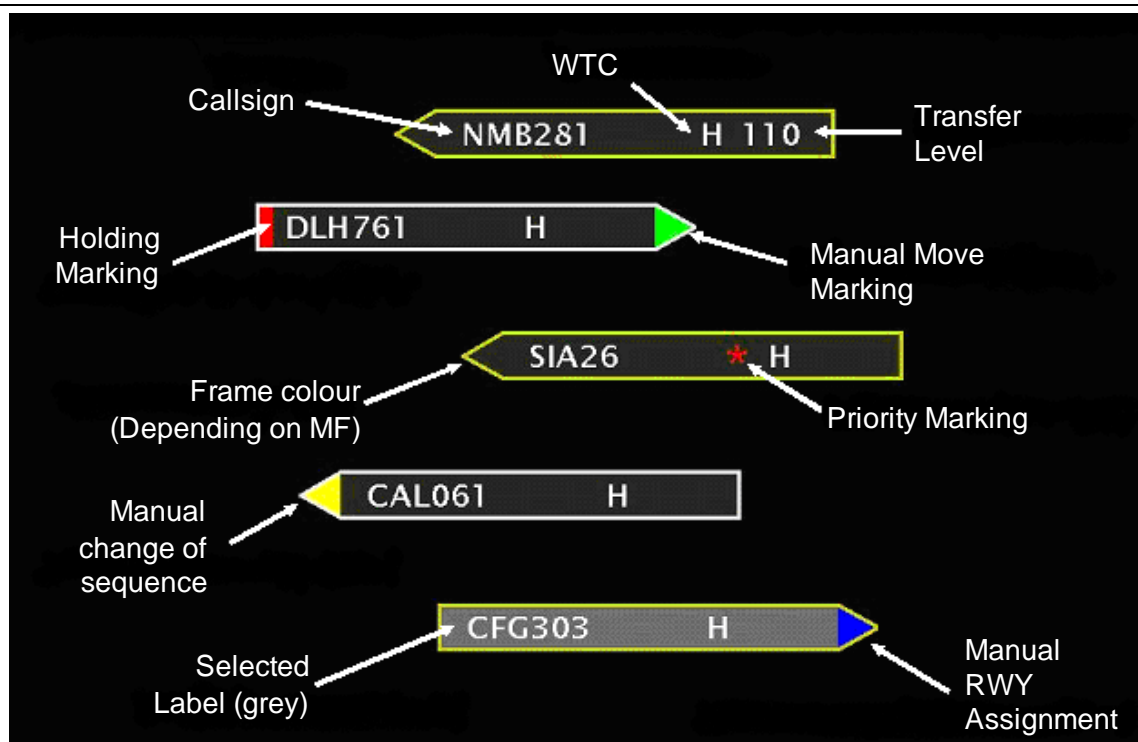 WTC
Callsign
NMB281 H 110
Transfer
Level
DLH761 H
Holding
Marking
Manual Move
Marking
SIA26 * H
Frame colour
(Depending on MF)
Priority Marking
CAL061 H
Manual
change of
sequence
CFG303 H
Selected
Label (grey)
Manual
RWY
Assignment